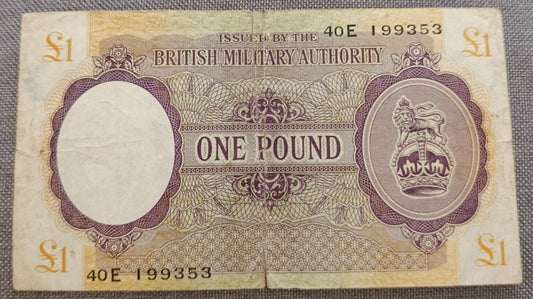 ISSUED BY THE 40E 199353
£1 £1
BRITISH MILITARY AUTHORITY
ONE POUND
£1 £1
40E 199353